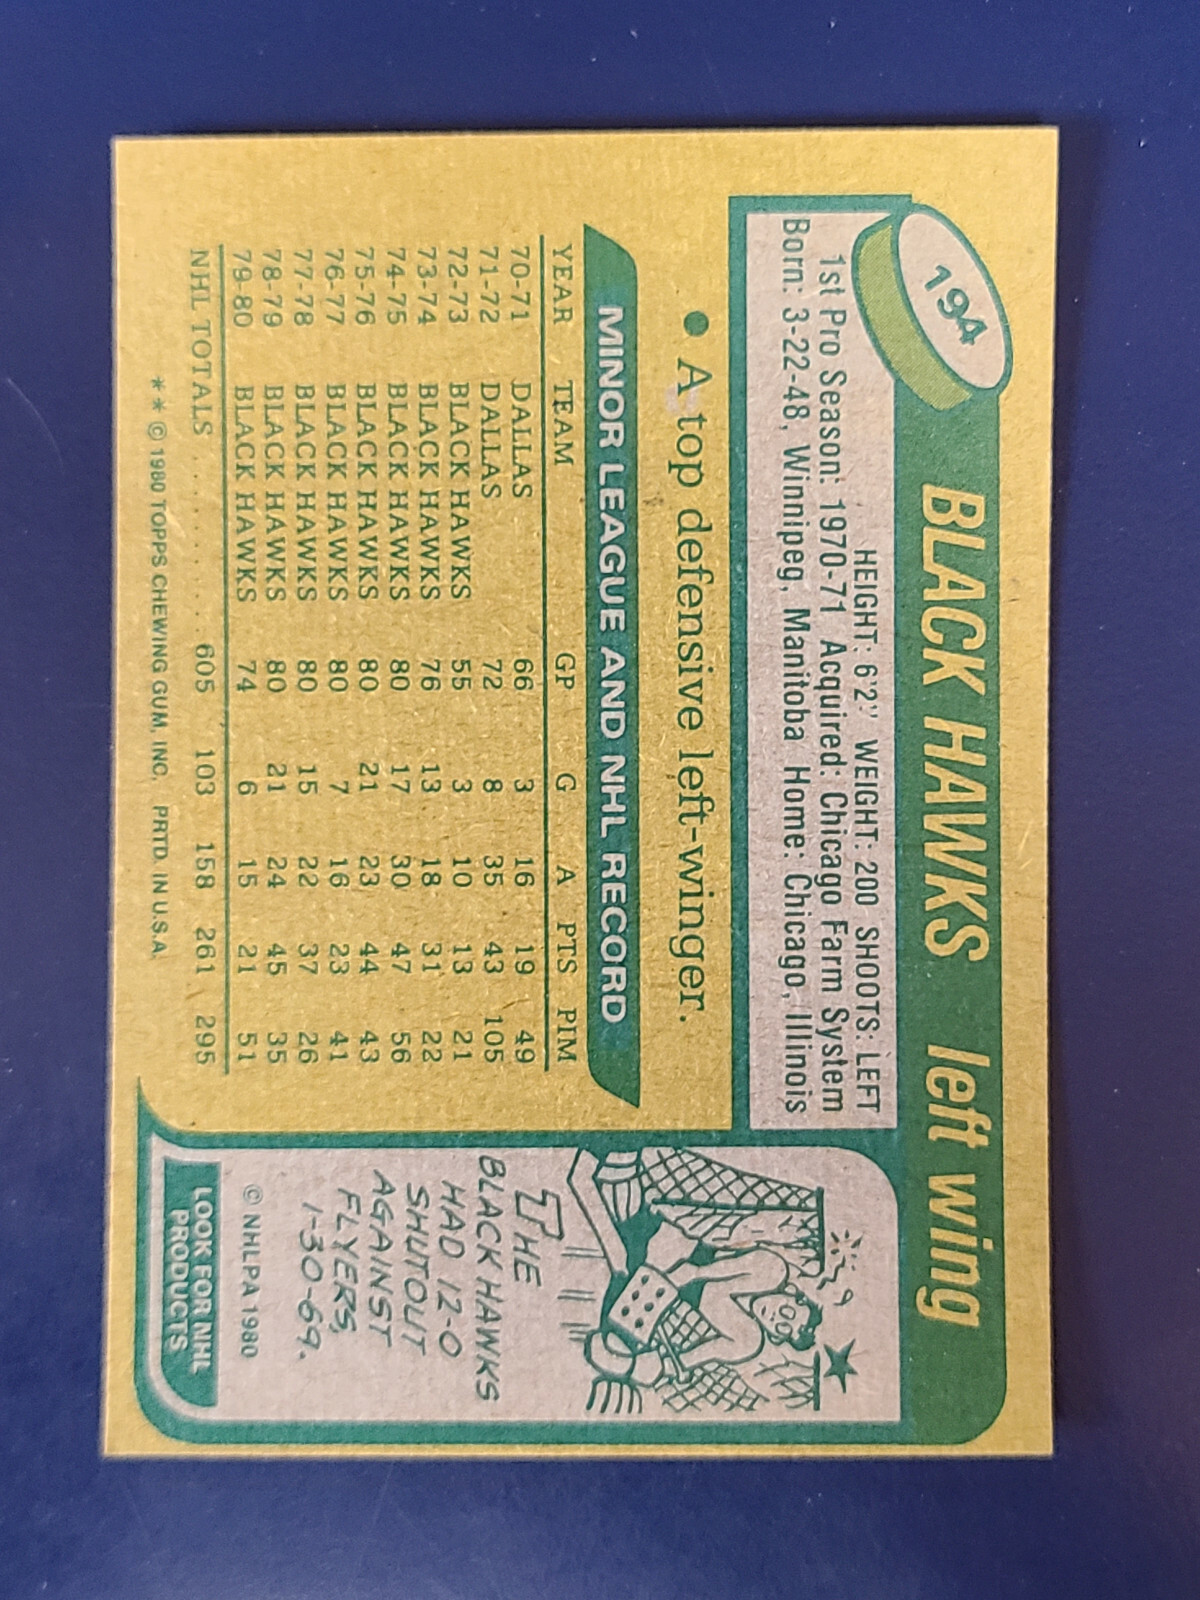 194
BLACK HAWKS left wing
HEIGHT: 6'2" WEIGHT: 200 SHOOTS: LEFT
1st Pro Season: 1970-71 Acquired: Chicago Farm System
Born: 3-22-48, Winnipeg, Manitoba Home: Chicago, Illinois
● A top defensive left-winger.
MINOR LEAGUE AND NHL RECORD
YEAR TEAM GP G A PTS PIM
70-71 DALLAS 66 3 16 19 49
71-72 DALLAS 72 8 35 43 105
72-73 BLACK HAWKS 55 3 10 13 21
73-74 BLACK HAWKS 76 13 18 31 22
74-75 BLACK HAWKS 80 17 30 47 56
75-76 BLACK HAWKS 80 21 23 44 43
76-77 BLACK HAWKS 80 7 16 23 41
77-78 BLACK HAWKS 80 15 22 37 26
78-79 BLACK HAWKS 80 21 24 45 35
79-80 BLACK HAWKS 74 6 15 21 51
NHL TOTALS .......... 605 103 158 261 295
**© 1980 TOPPS CHEWING GUM, INC. PRTD. IN U.S.A.
THE
BLACK HAWKS
HAD 12-0
SHUTOUT
AGAINST
FLYERS,
1-30-69.
© NHLPA 1980
LOOK FOR NHL
PRODUCTS